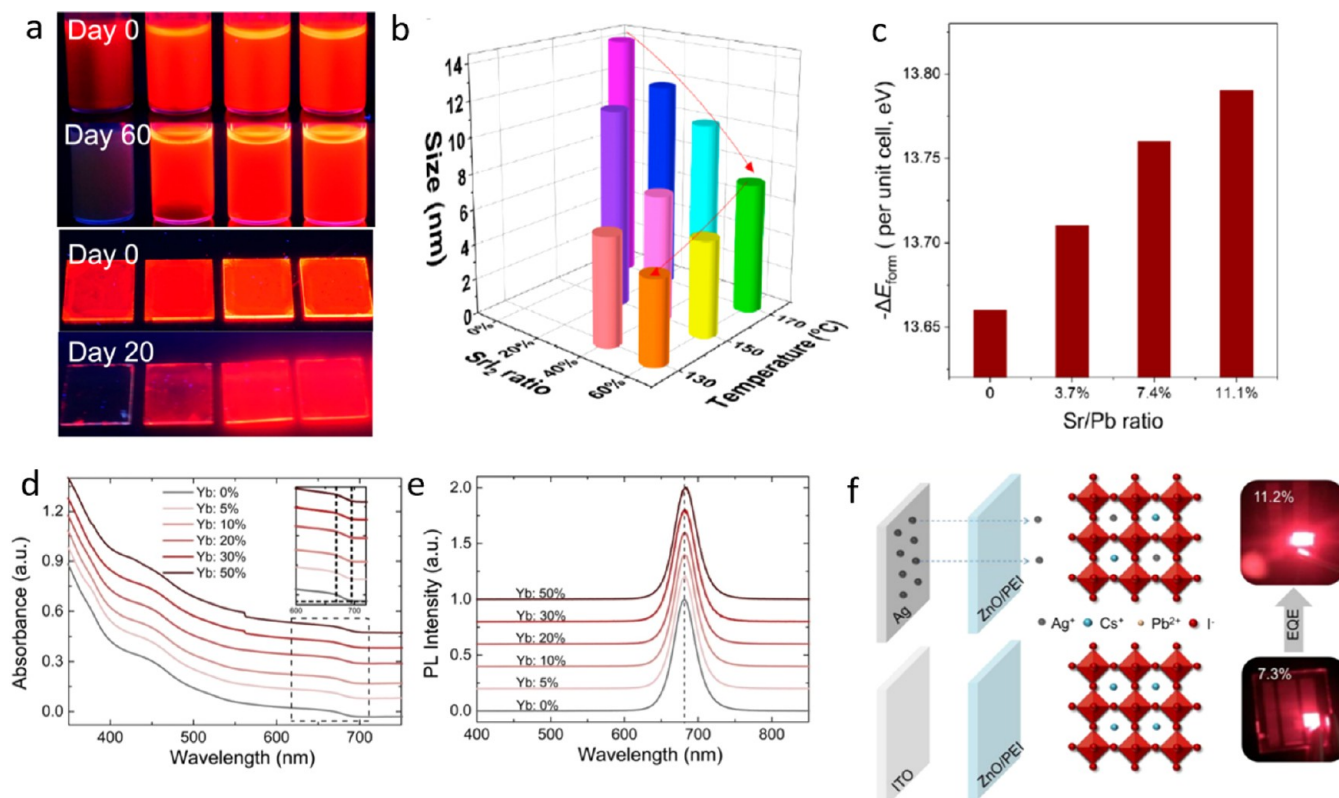 a
Day 0
Day 60
Day 0
Day 20
b
Size (nm)
14
12
10
8
6
4
2
0
0%
20%
40%
60%
SrI2 ratio
130
150
170
Temperature (°C)
c
-ΔEform ( per unit cell, eV)
13.80
13.75
13.70
13.65
0
3.7%
7.4%
11.1%
Sr/Pb ratio
d
Absorbance (a.u.)
1.2
0.9
0.6
0.3
0.0
Yb: 0%
Yb: 5%
Yb: 10%
Yb: 20%
Yb: 30%
Yb: 50%
600
700
400
500
600
700
Wavelength (nm)
e
PL Intensity (a.u.)
2.0
1.5
1.0
0.5
0.0
Yb: 50%
Yb: 30%
Yb: 20%
Yb: 10%
Yb: 5%
Yb: 0%
400
500
600
700
800
Wavelength (nm)
f
Ag
ZnO/PEI
Ag+
Cs+
Pb2+
I-
ITO
ZnO/PEI
11.2%
EQE
7.3%